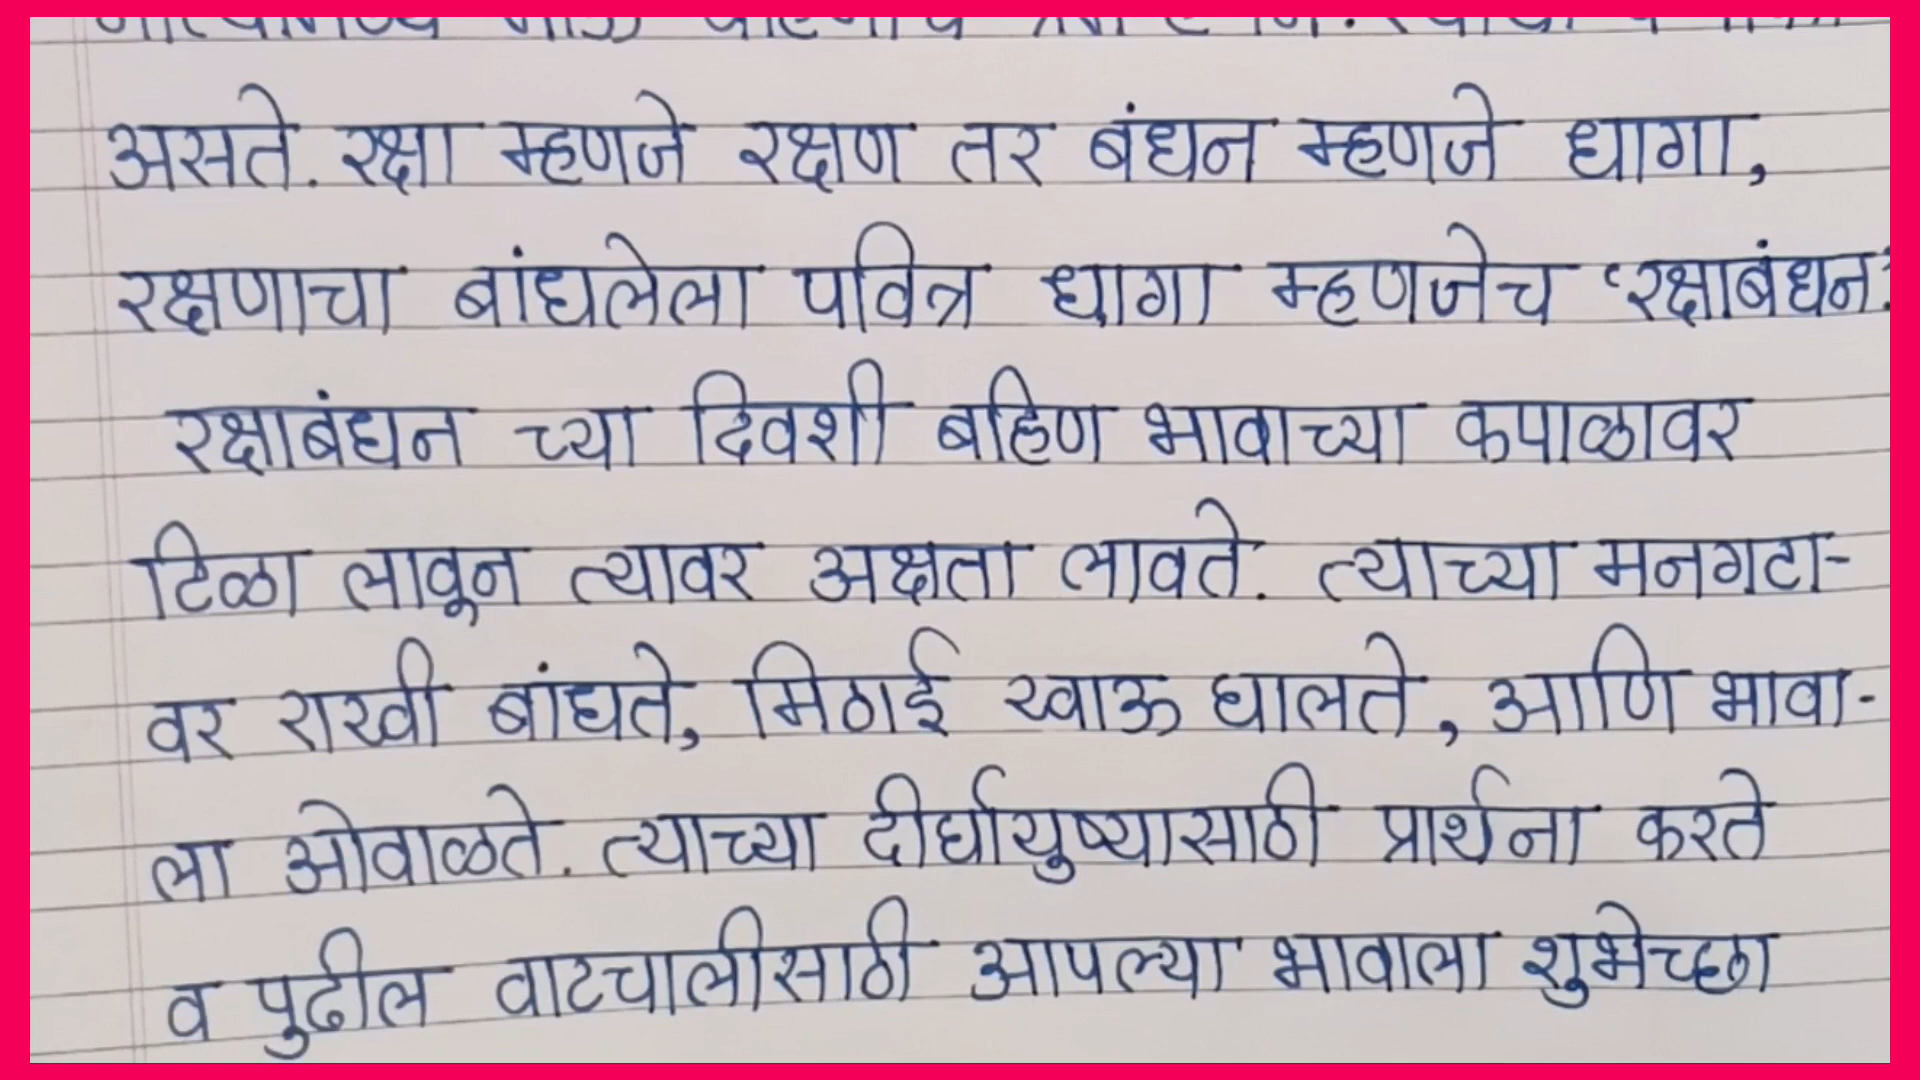 असते. रक्षा म्हणजे रक्षण तर बंधन म्हणजे धागा,
रक्षणाचा बांधलेला पवित्र धागा म्हणजेच 'रक्षाबंधन'.
रक्षाबंधन च्या दिवशी बहिण भावाच्या कपाळावर
टिळा लावून त्यावर अक्षता लावते. त्याच्या मनगटा-
वर राखी बांधते, मिठाई खाऊ घालते, आणि भावा-
ला ओवाळते. त्याच्या दीर्घायुष्यासाठी प्रार्थना करते
व पुढील वाटचालीसाठी आपल्या भावाला शुभेच्छा